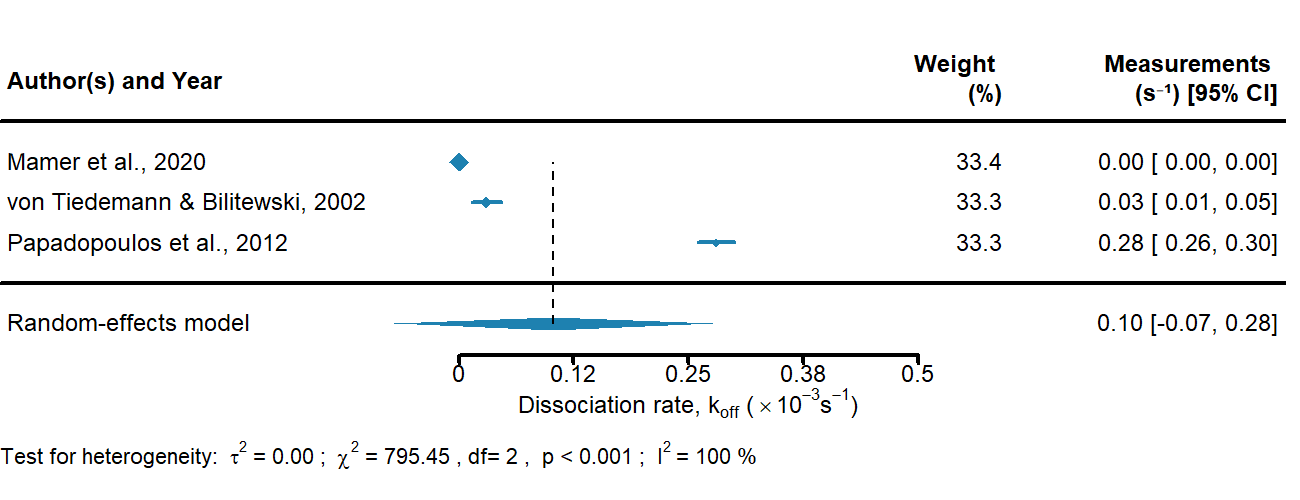 Author(s) and Year Weight (%) Measurements (s⁻¹) [95% CI]
Mamer et al., 2020 33.4 0.00 [ 0.00, 0.00]
von Tiedemann & Bilitewski, 2002 33.3 0.03 [ 0.01, 0.05]
Papadopoulos et al., 2012 33.3 0.28 [ 0.26, 0.30]
Random-effects model 0.10 [-0.07, 0.28]
0 0.12 0.25 0.38 0.5
Dissociation rate, k_off ( × 10⁻³s⁻¹)
Test for heterogeneity: τ² = 0.00 ; χ² = 795.45 , df= 2 , p < 0.001 ; I² = 100 %